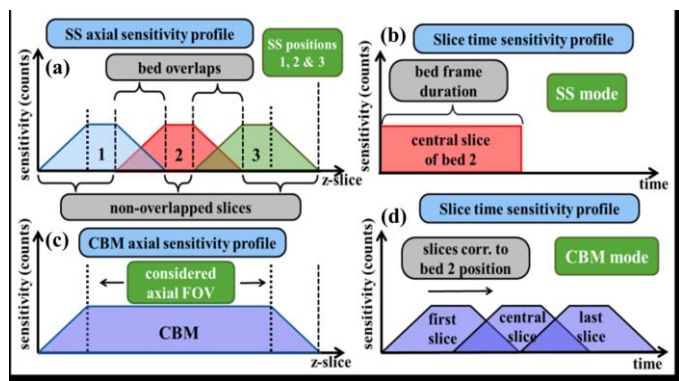 SS axial sensitivity profile
SS positions
1, 2 & 3
(a)
bed overlaps
sensitivity (counts)
1
2
3
z-slice
non-overlapped slices
(b)
Slice time sensitivity profile
bed frame
duration
SS mode
sensitivity (counts)
central slice
of bed 2
time
(c)
CBM axial sensitivity profile
considered
axial FOV
sensitivity (counts)
CBM
z-slice
(d)
Slice time sensitivity profile
slices corr. to
bed 2 position
CBM mode
sensitivity (counts)
first
slice
central
slice
last
slice
time